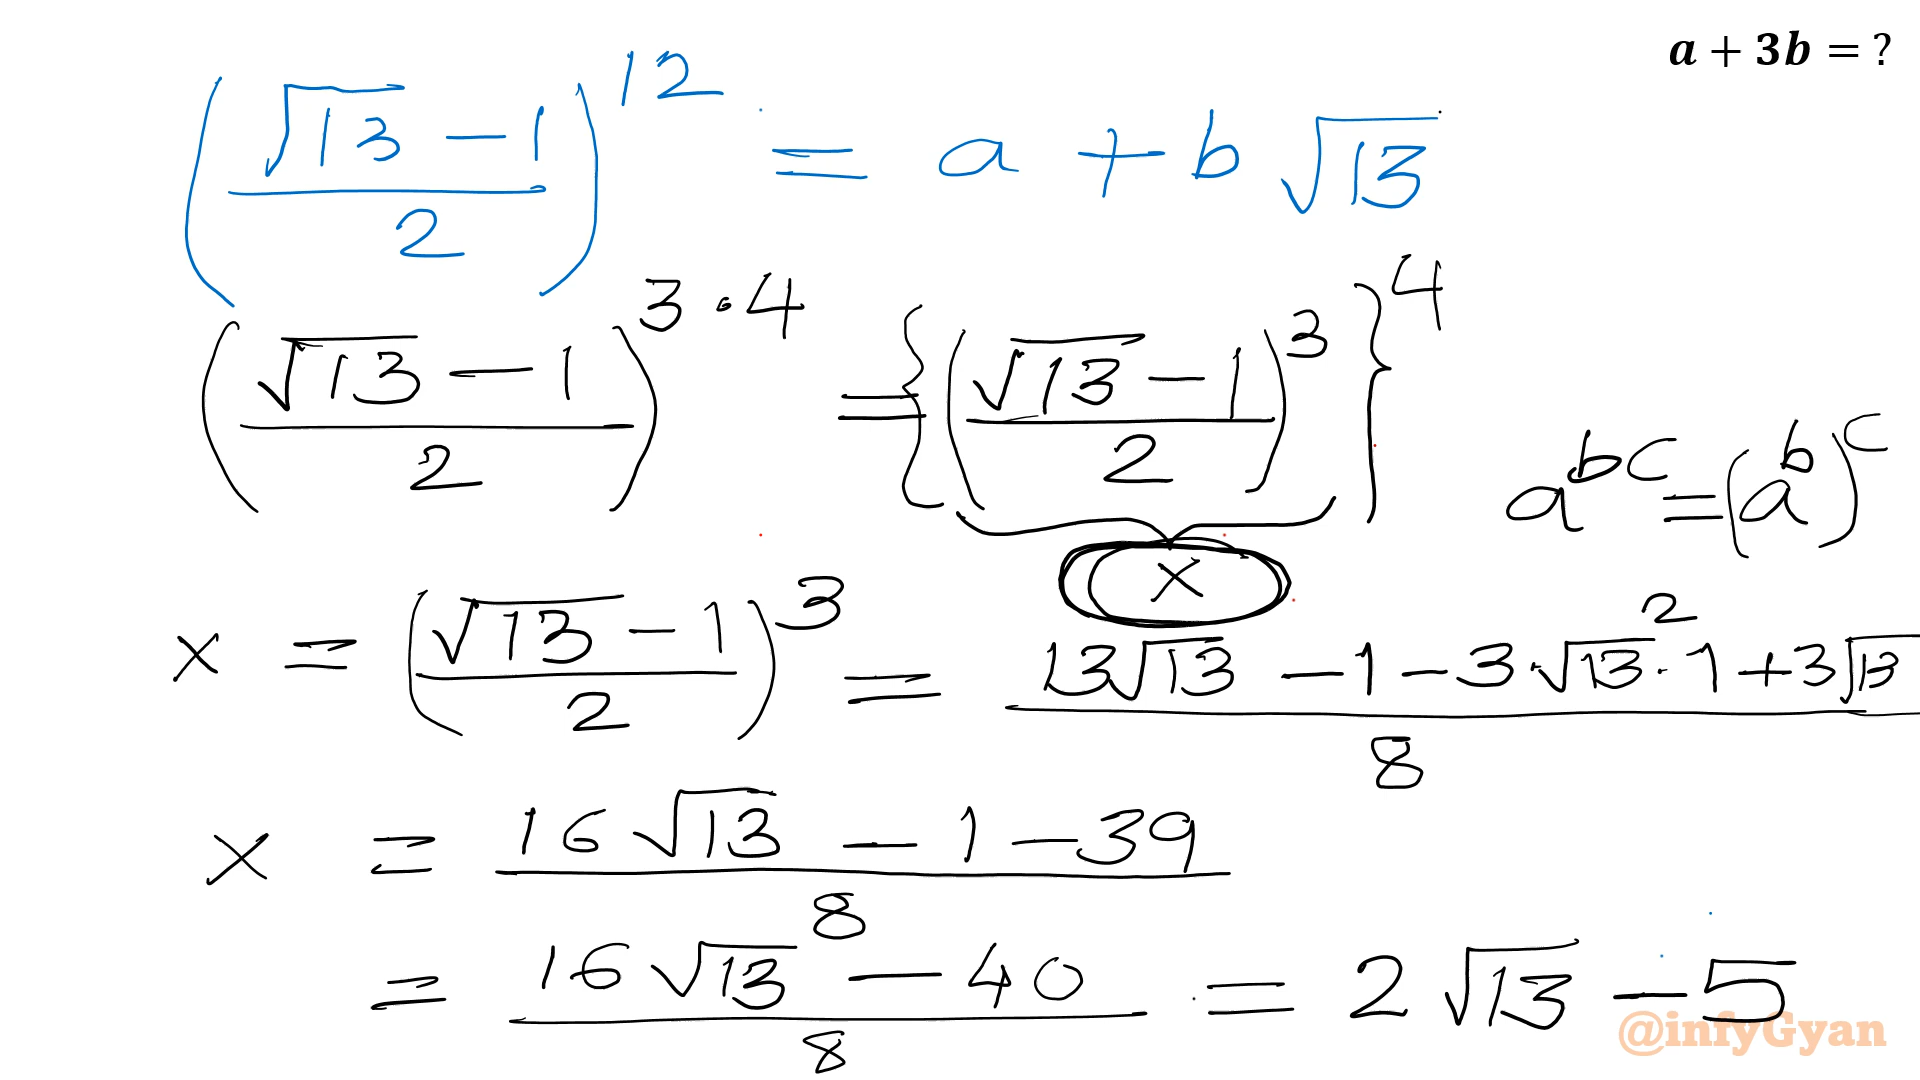 a + 3b = ?
((√13 − 1)/2)^12 = a + b √13
((√13 − 1)/2)^(3·4) = {((√13 − 1)/2)^3}^4
a^(bc) = (a^b)^c
x
x = ((√13 − 1)/2)^3 = (13√13 − 1 − 3·√13^2·1 + 3√13)/8
x = (16√13 − 1 − 39)/8
= (16√13 − 40)/8 = 2√13 − 5
@infyGyan